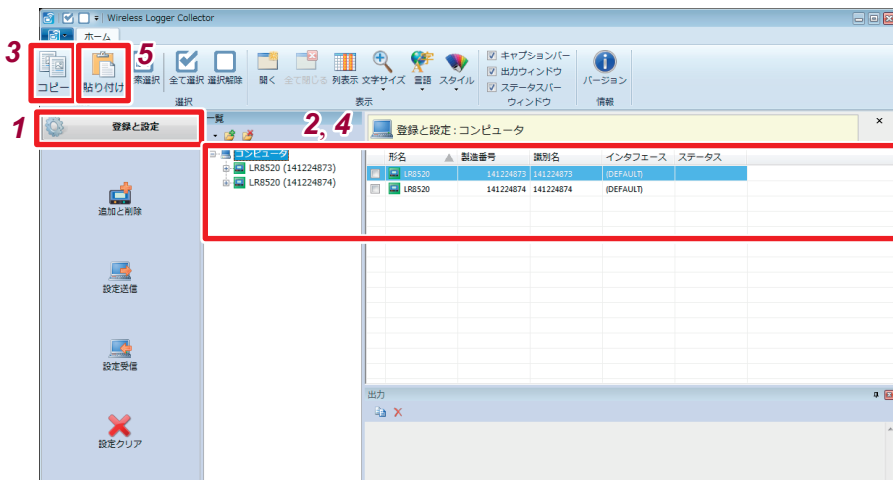 Wireless Logger Collector
ホーム
3
5
コピー
貼り付け
素選択
全て選択
選択解除
選択
開く
全て閉じる
列表示
文字サイズ
言語
スタイル
表示
キャプションバー
出力ウィンドウ
ステータスバー
ウィンドウ
バージョン
情報
1
登録と設定
一覧
2, 4
登録と設定 : コンピュータ
×
コンピュータ
LR8520 (141224873)
LR8520 (141224874)
形名 製造番号 識別名 インタフェース ステータス
LR8520 141224873 141224873 (DEFAULT)
LR8520 141224874 141224874 (DEFAULT)
追加と削除
設定送信
設定受信
設定クリア
出力